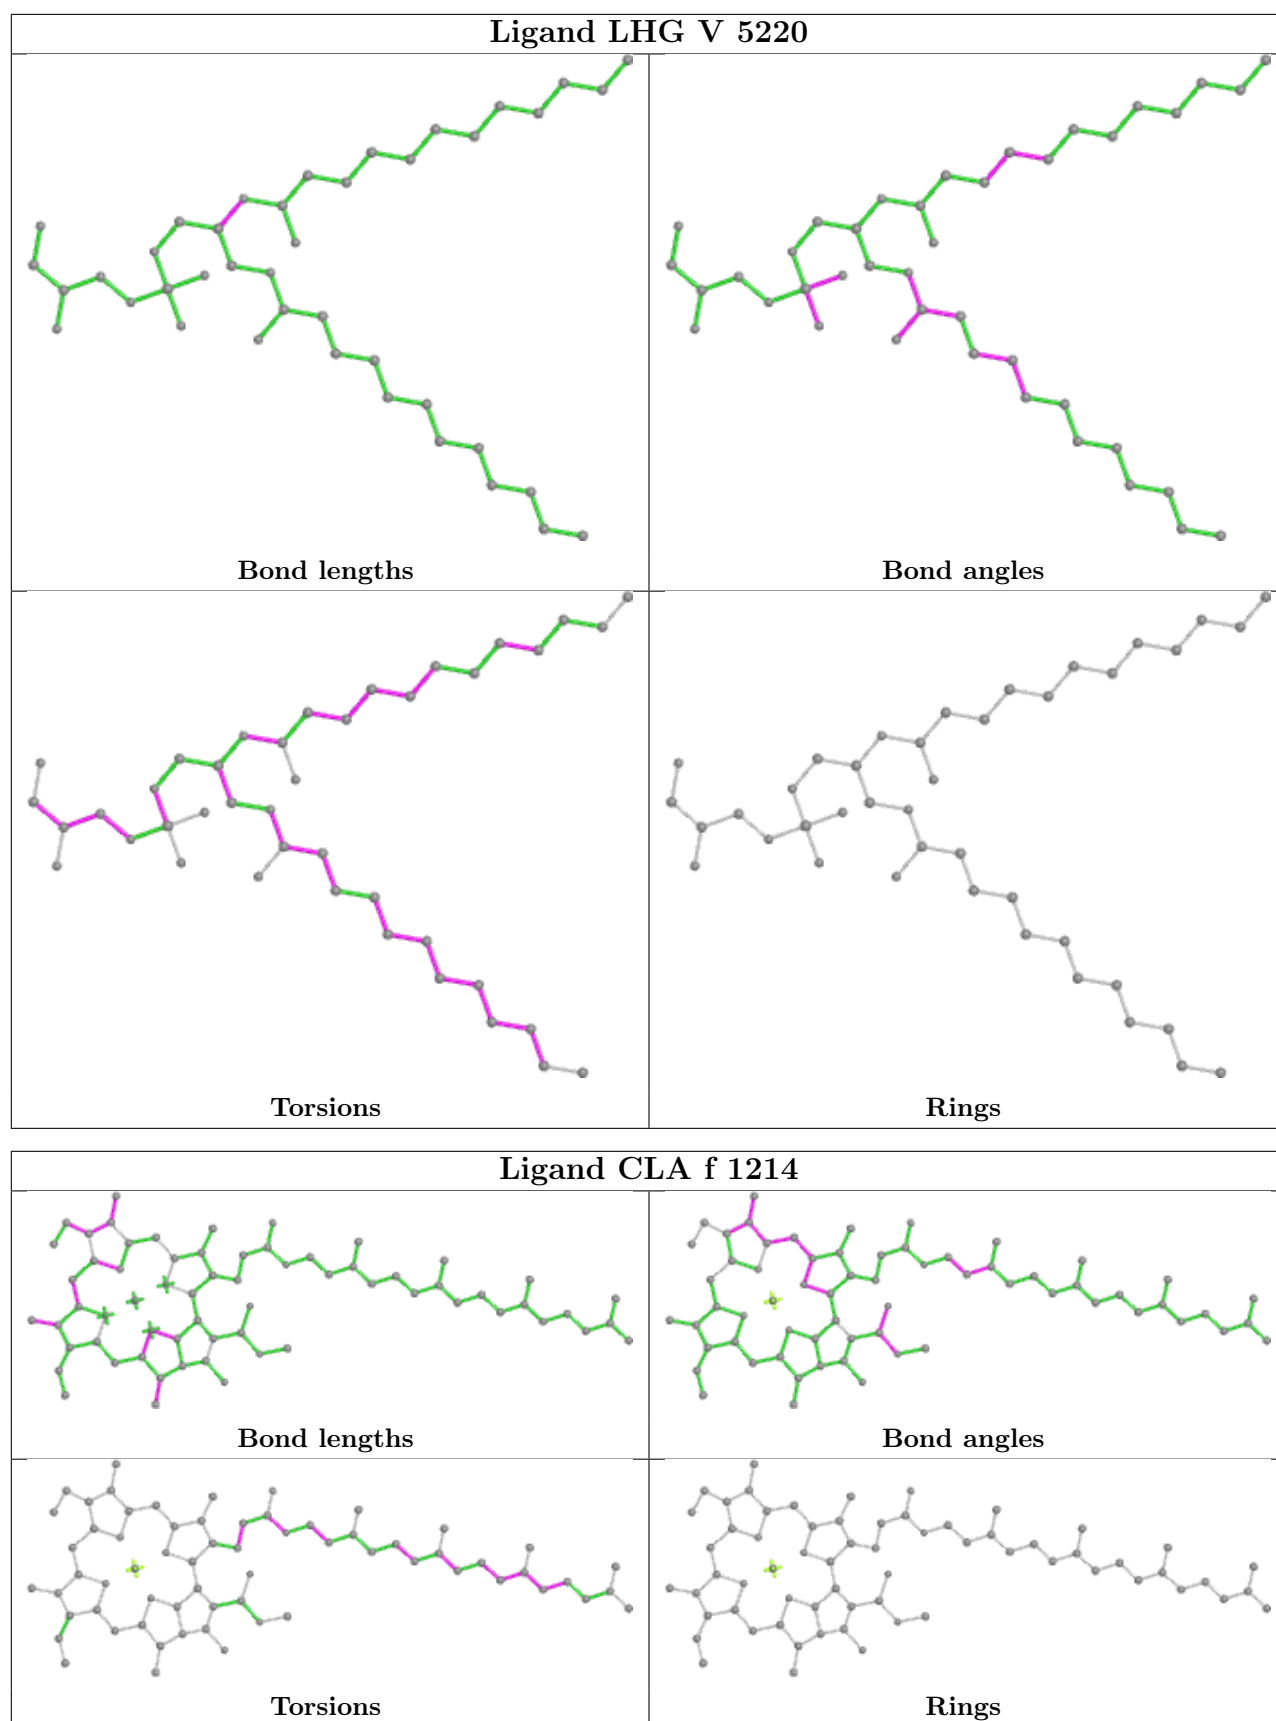 Ligand LHG V 5220
Bond lengths
Bond angles
Torsions
Rings
Ligand CLA f 1214
Bond lengths
Bond angles
Torsions
Rings